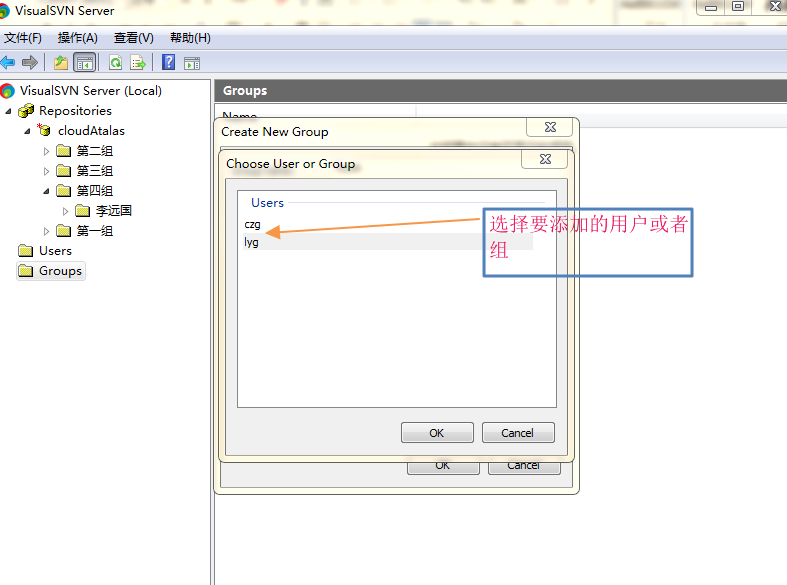 VisualSVN Server
文件(F) 操作(A) 查看(V) 帮助(H)
VisualSVN Server (Local)
Repositories
cloudAtalas
第二组
第三组
第四组
李远国
第一组
Users
Groups
Groups
Name
Create New Group
Choose User or Group
Users
czg
lyg
选择要添加的用户或者
组
OK Cancel
OK Cancel